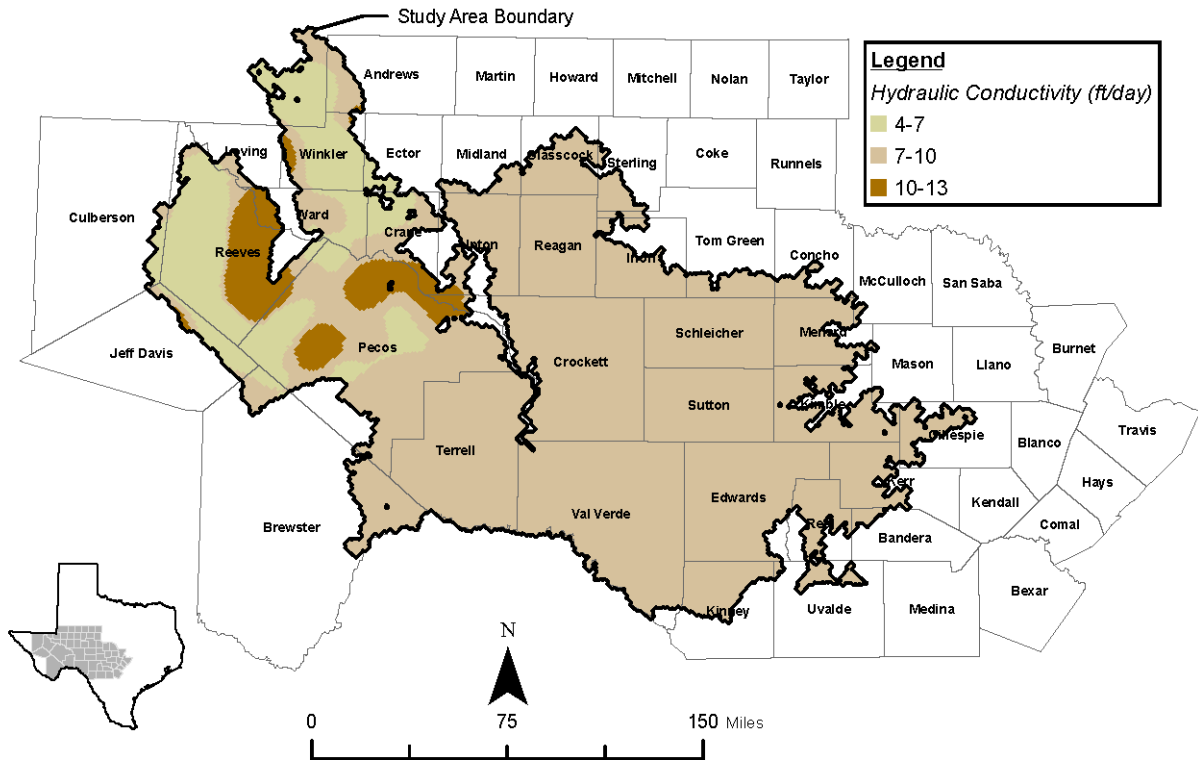 Study Area Boundary
Legend
Hydraulic Conductivity (ft/day)
4-7
7-10
10-13
Andrews
Martin
Howard
Mitchell
Nolan
Taylor
Loving
Winkler
Ector
Midland
Glasscock
Sterling
Coke
Runnels
Culberson
Reeves
Ward
Crane
Upton
Reagan
Irion
Tom Green
Concho
McCulloch
San Saba
Jeff Davis
Pecos
Crockett
Schleicher
Menard
Mason
Llano
Burnet
Sutton
Kimble
Gillespie
Blanco
Travis
Terrell
Hays
Brewster
Val Verde
Edwards
Kerr
Kendall
Comal
Real
Bandera
Bexar
Kinney
Uvalde
Medina
N
0
75
150 Miles